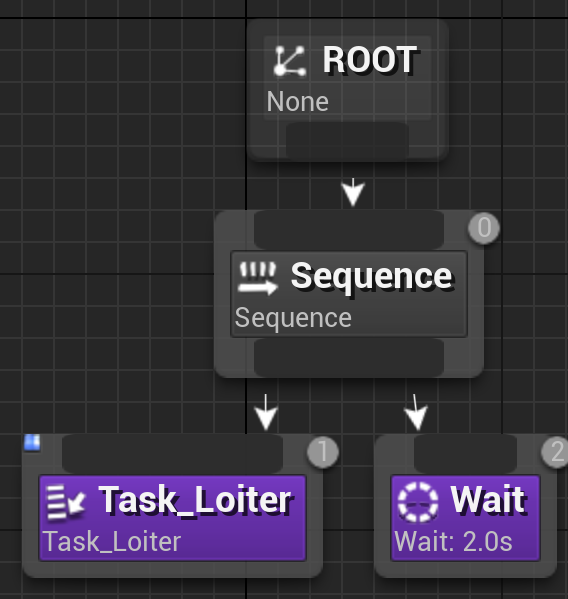 ROOT
None
0
Sequence
Sequence
1
2
Task_Loiter
Wait
Task_Loiter
Wait: 2.0s